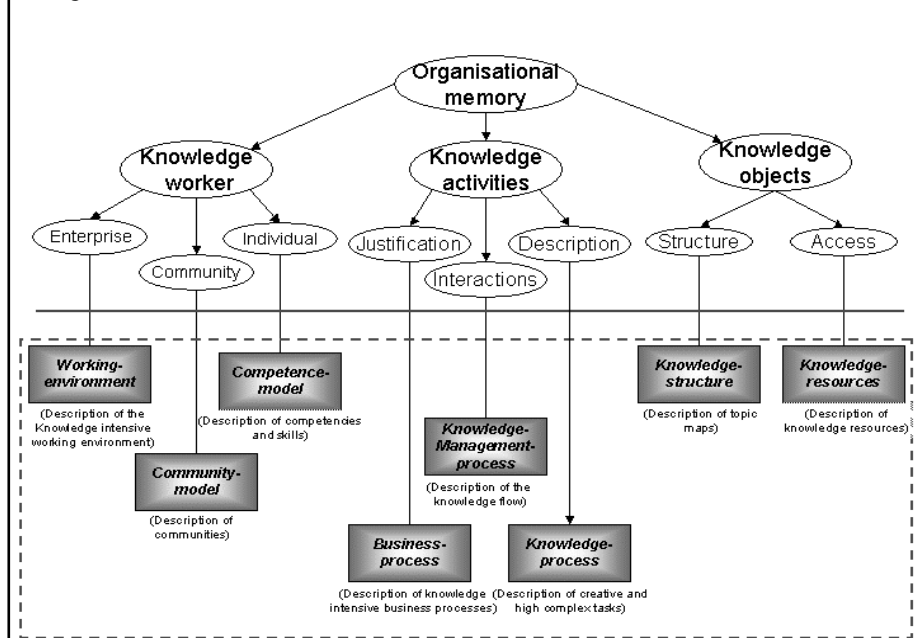 Organisational
memory
Knowledge
worker
Knowledge
activities
Knowledge
objects
Enterprise
Community
Individual
Justification
Interactions
Description
Structure
Access
Working-
environment
(Description of the
Knowledge intensive
working environment)
Community-
model
(Description of
communities)
Competence-
model
(Description of competencies
and skills)
Business-
process
(Description of knowledge
intensive business processes)
Knowledge-
Management-
process
(Description of the
knowledge flow)
Knowledge-
process
(Description of creative and
high complex tasks)
Knowledge-
structure
(Description of topic
maps)
Knowledge-
resources
(Description of
knowledge resources)